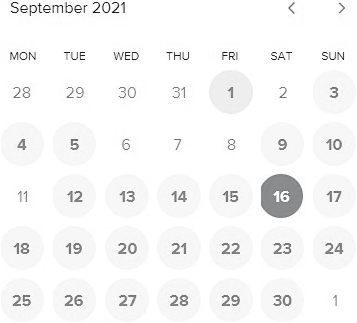 September 2021
MON TUE WED THU FRI SAT SUN
28 29 30 31 1 2 3
4 5 6 7 8 9 10
11 12 13 14 15 16 17
18 19 20 21 22 23 24
25 26 27 28 29 30 1